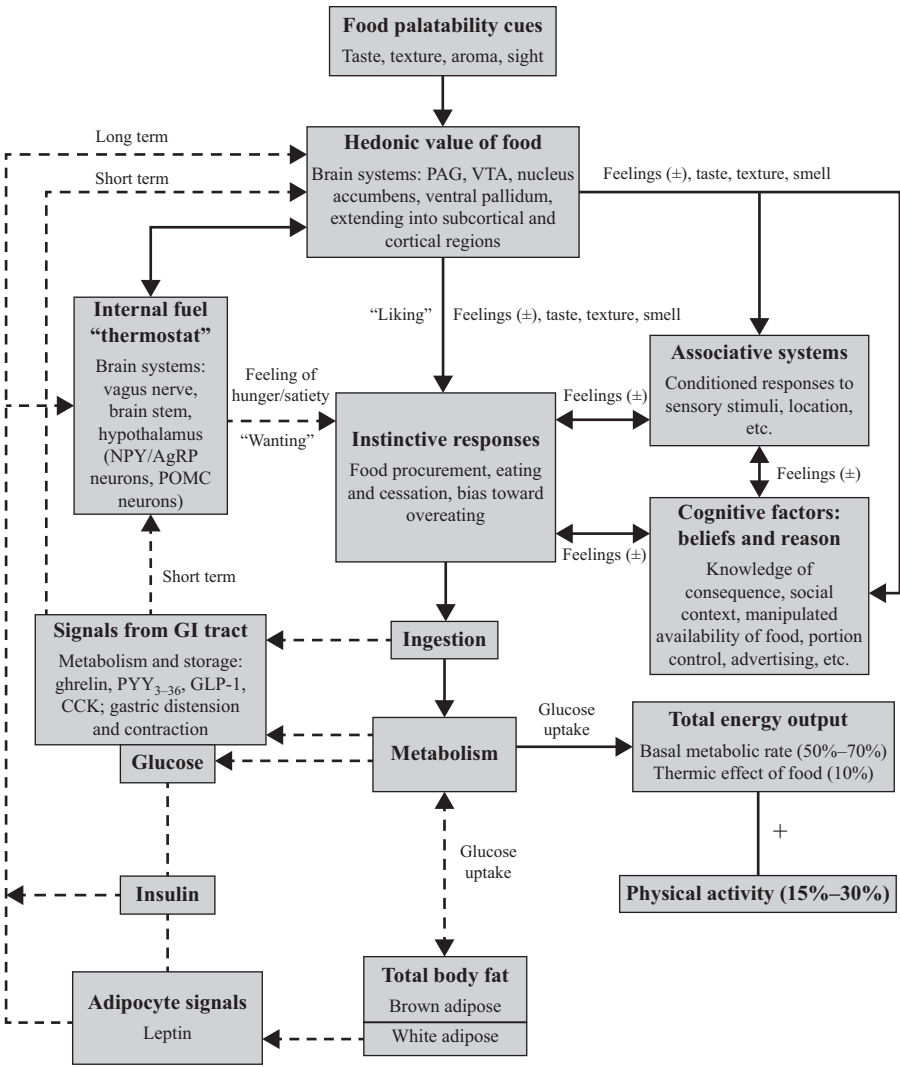 Food palatability cues
Taste, texture, aroma, sight
Long term
Hedonic value of food
Brain systems: PAG, VTA, nucleus
accumbens, ventral pallidum,
extending into subcortical and
cortical regions
Short term
Feelings (±), taste, texture, smell
Internal fuel
“thermostat”
Brain systems:
vagus nerve,
brain stem,
hypothalamus
(NPY/AgRP
neurons, POMC
neurons)
“Liking”
Feelings (±), taste, texture, smell
Feeling of
hunger/satiety
“Wanting”
Instinctive responses
Food procurement, eating
and cessation, bias toward
overeating
Feelings (±)
Associative systems
Conditioned responses to
sensory stimuli, location,
etc.
Feelings (±)
Feelings (±)
Cognitive factors:
beliefs and reason
Knowledge of
consequence, social
context, manipulated
availability of food, portion
control, advertising, etc.
Short term
Signals from GI tract
Metabolism and storage:
ghrelin, PYY3–36, GLP-1,
CCK; gastric distension
and contraction
Ingestion
Glucose
Metabolism
Glucose
uptake
Total energy output
Basal metabolic rate (50%–70%)
Thermic effect of food (10%)
+
Physical activity (15%–30%)
Glucose
uptake
Insulin
Adipocyte signals
Leptin
Total body fat
Brown adipose
White adipose